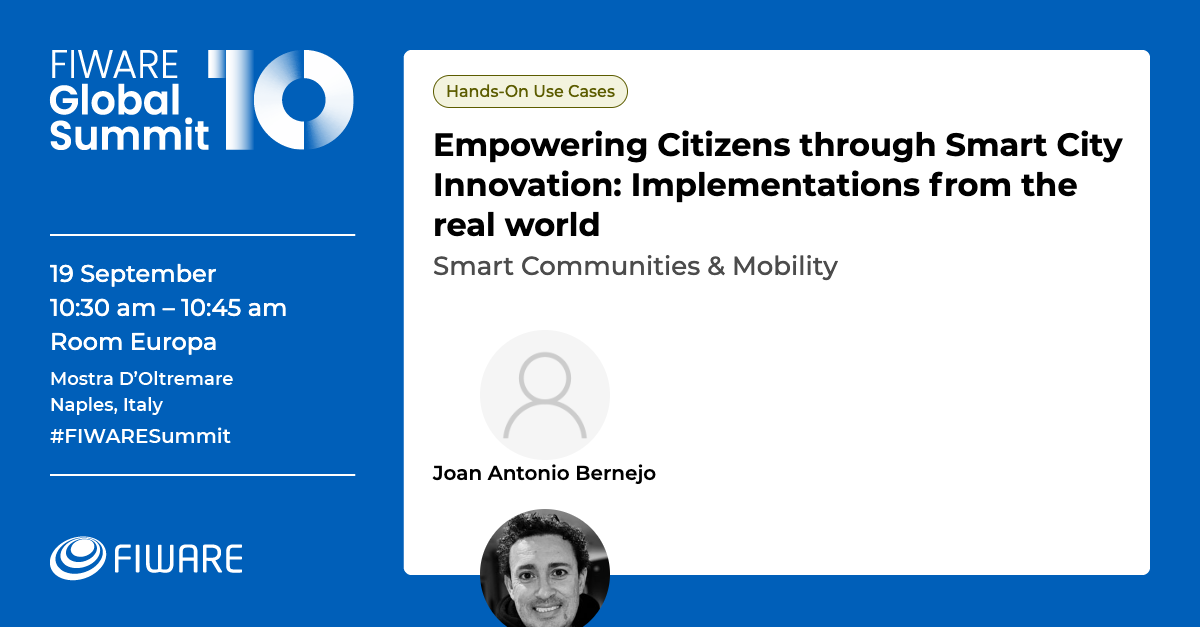 FIWARE
Global
Summit
10
19 September
10:30 am – 10:45 am
Room Europa
Mostra D’Oltremare
Naples, Italy
#FIWARESummit
FIWARE
Hands-On Use Cases
Empowering Citizens through Smart City
Innovation: Implementations from the
real world
Smart Communities & Mobility
Joan Antonio Bernejo